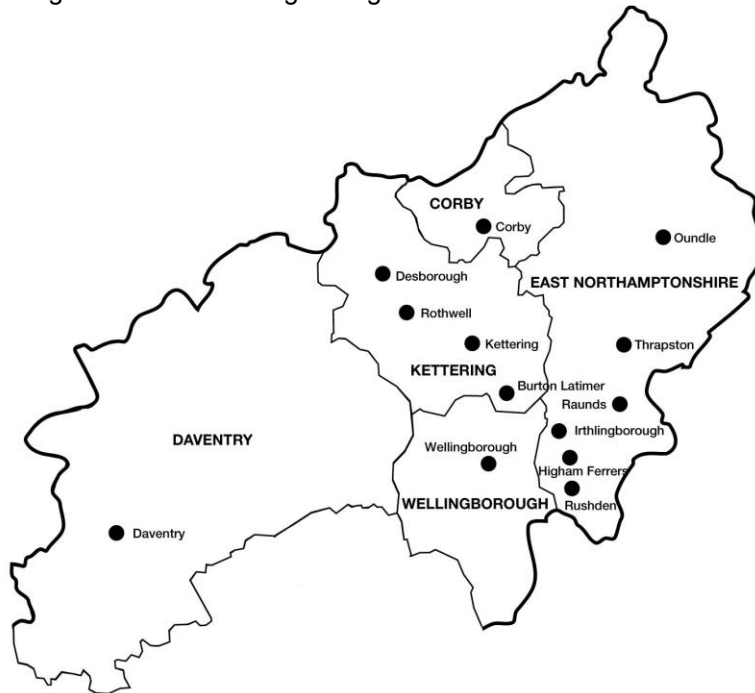 CORBY
Corby
Oundle
Desborough
EAST NORTHAMPTONSHIRE
Rothwell
Kettering
Thrapston
KETTERING
Burton Latimer
Raunds
Irthlingborough
DAVENTRY
Wellingborough
Higham Ferrers
WELLINGBOROUGH
Rushden
Daventry